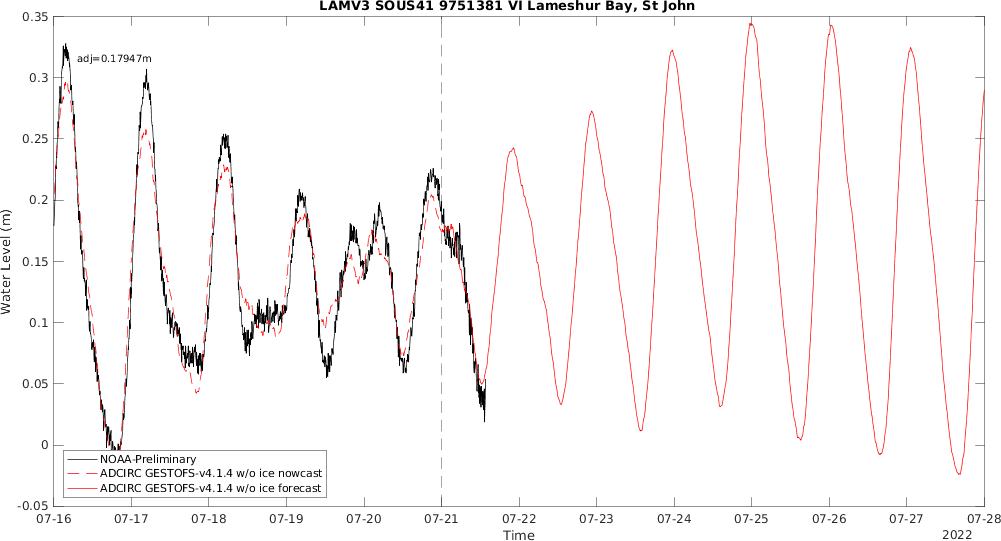 LAMV3 SOUS41 9751381 VI Lameshur Bay, St John
adj=0.17947m
0.35
0.3
0.25
0.2
0.15
0.1
0.05
0
-0.05
Water Level (m)
NOAA-Preliminary
ADCIRC GESTOFS-v4.1.4 w/o ice nowcast
ADCIRC GESTOFS-v4.1.4 w/o ice forecast
07-16 07-17 07-18 07-19 07-20 07-21 07-22 07-23 07-24 07-25 07-26 07-27 07-28
Time
2022